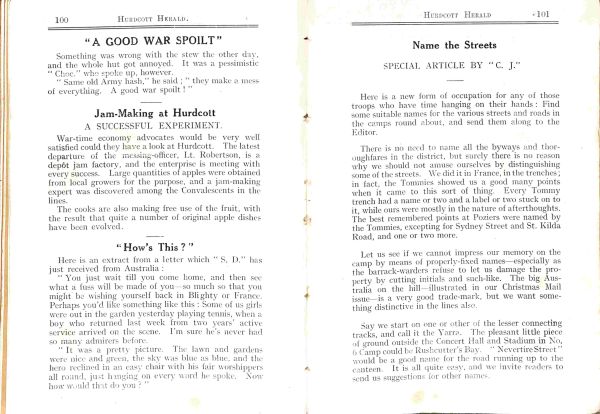 100 HURDCOTT HERALD.
"A GOOD WAR SPOILT"
Something was wrong with the stew the other day,
and the whole hut got annoyed. It was a pessimistic
"Choc." who spoke up, however.
"Same old Army hash," he said; "they make a mess
of everything. A good war spoilt!"
Jam-Making at Hurdcott
A SUCCESSFUL EXPERIMENT.
War-time economy advocates would be very well
satisfied could they have a look at Hurdcott. The latest
departure of the messing-officer, Lt. Robertson, is a
depôt jam factory, and the enterprise is meeting with
every success. Large quantities of apples were obtained
from local growers for the purpose, and a jam-making
expert was discovered among the Convalescents in the
lines.
The cooks are also making free use of the fruit, with
the result that quite a number of original apple dishes
have been evolved.
"How's This?"
Here is an extract from a letter which "S. D." has
just received from Australia:
"You just wait till you come home, and then see
what a fuss will be made of you—so much so that you
might be wishing yourself back in Blighty or France.
Perhaps you'd like something like this: Some of us girls
were out in the garden yesterday playing tennis, when a
boy who returned last week from two years' active
service arrived on the scene. I'm sure he's never had
so many admirers before.
"It was a pretty picture. The lawn and gardens
were nice and green, the sky was blue as blue, and the
hero reclined in an easy chair with his fair worshippers
all round, just hanging on every word he spoke. Now
how would that do you?"
HURDCOTT HERALD 101
Name the Streets
SPECIAL ARTICLE BY "C. J."
Here is a new form of occupation for any of those
troops who have time hanging on their hands: Find
some suitable names for the various streets and roads in
the camps round about, and send them along to the
Editor.
There is no need to name all the byways and thor-
oughfares in the district, but surely there is no reason
why we should not amuse ourselves by distinguishing
some of the streets. We did it in France, in the trenches;
in fact, the Tommies showed us a good many points
when it came to this sort of thing. Every Tommy
trench had a name or two and a label or two stuck on to
it, while ours were mostly in the nature of afterthoughts.
The best remembered points at Poziers were named by
the Tommies, excepting for Sydney Street and St. Kilda
Road, and one or two more.
Let us see if we cannot impress our memory on the
camp by means of properly-fixed names—especially as
the barrack-warders refuse to let us damage the pro-
perty by cutting initials and such-like. The big Aus-
tralia on the hill—illustrated in our Christmas Mail
issue—is a very good trade-mark, but we want some-
thing distinctive in the lines also.
Say we start on one or other of the lesser connecting
tracks, and call it the Yarra. The pleasant little piece
of ground outside the Concert Hall and Stadium in No.
6 Camp could be Rushcutter's Bay. "Nevertire Street"
would be a good name for the road running up to the
canteen. It is all quite easy, and we invite readers to
send us suggestions for other names.